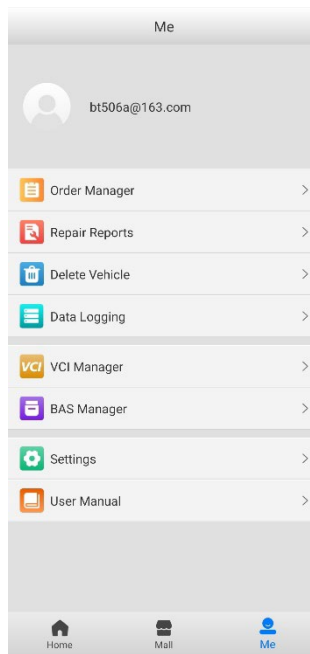 Me
bt506a@163.com
Order Manager
Repair Reports
Delete Vehicle
Data Logging
VCI VCI Manager
BAS Manager
Settings
User Manual
Home Mall Me